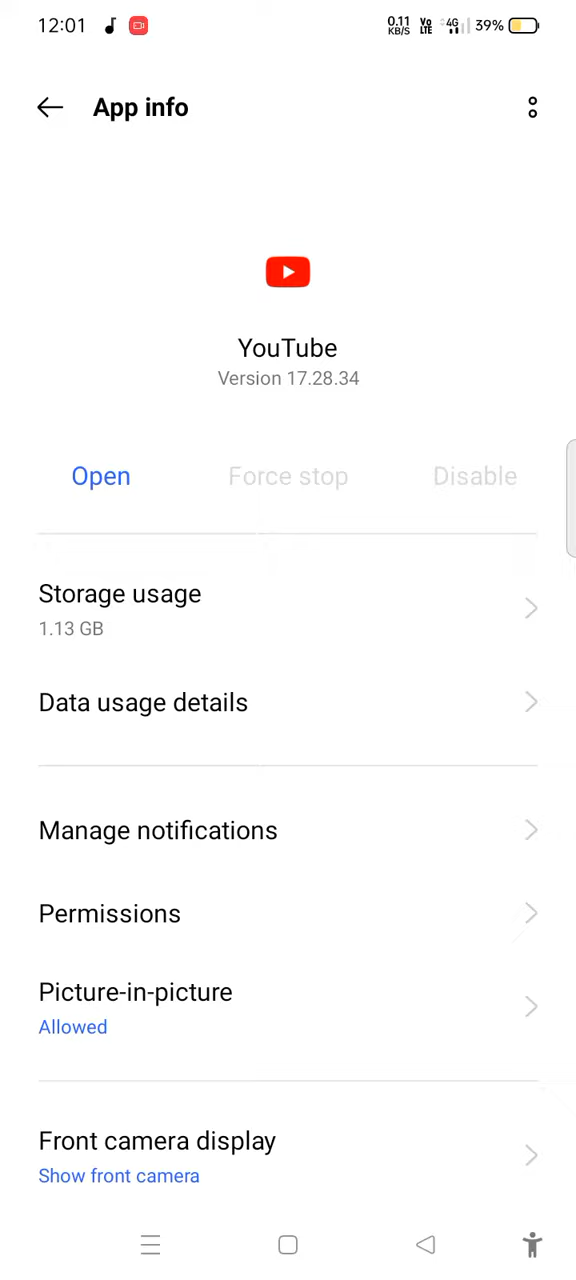 12:01 0.11 KB/S Vo LTE 4G 39%
App info
YouTube
Version 17.28.34
Open Force stop Disable
Storage usage
1.13 GB
Data usage details
Manage notifications
Permissions
Picture-in-picture
Allowed
Front camera display
Show front camera